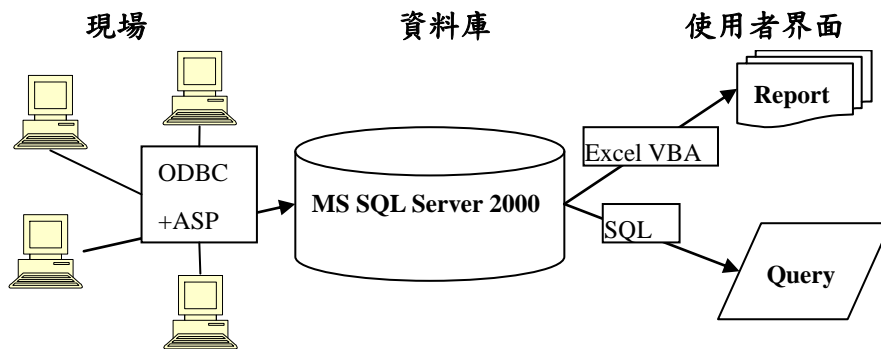 現場
資料庫
使用者界面
ODBC
+ASP
MS SQL Server 2000
Excel VBA
Report
SQL
Query